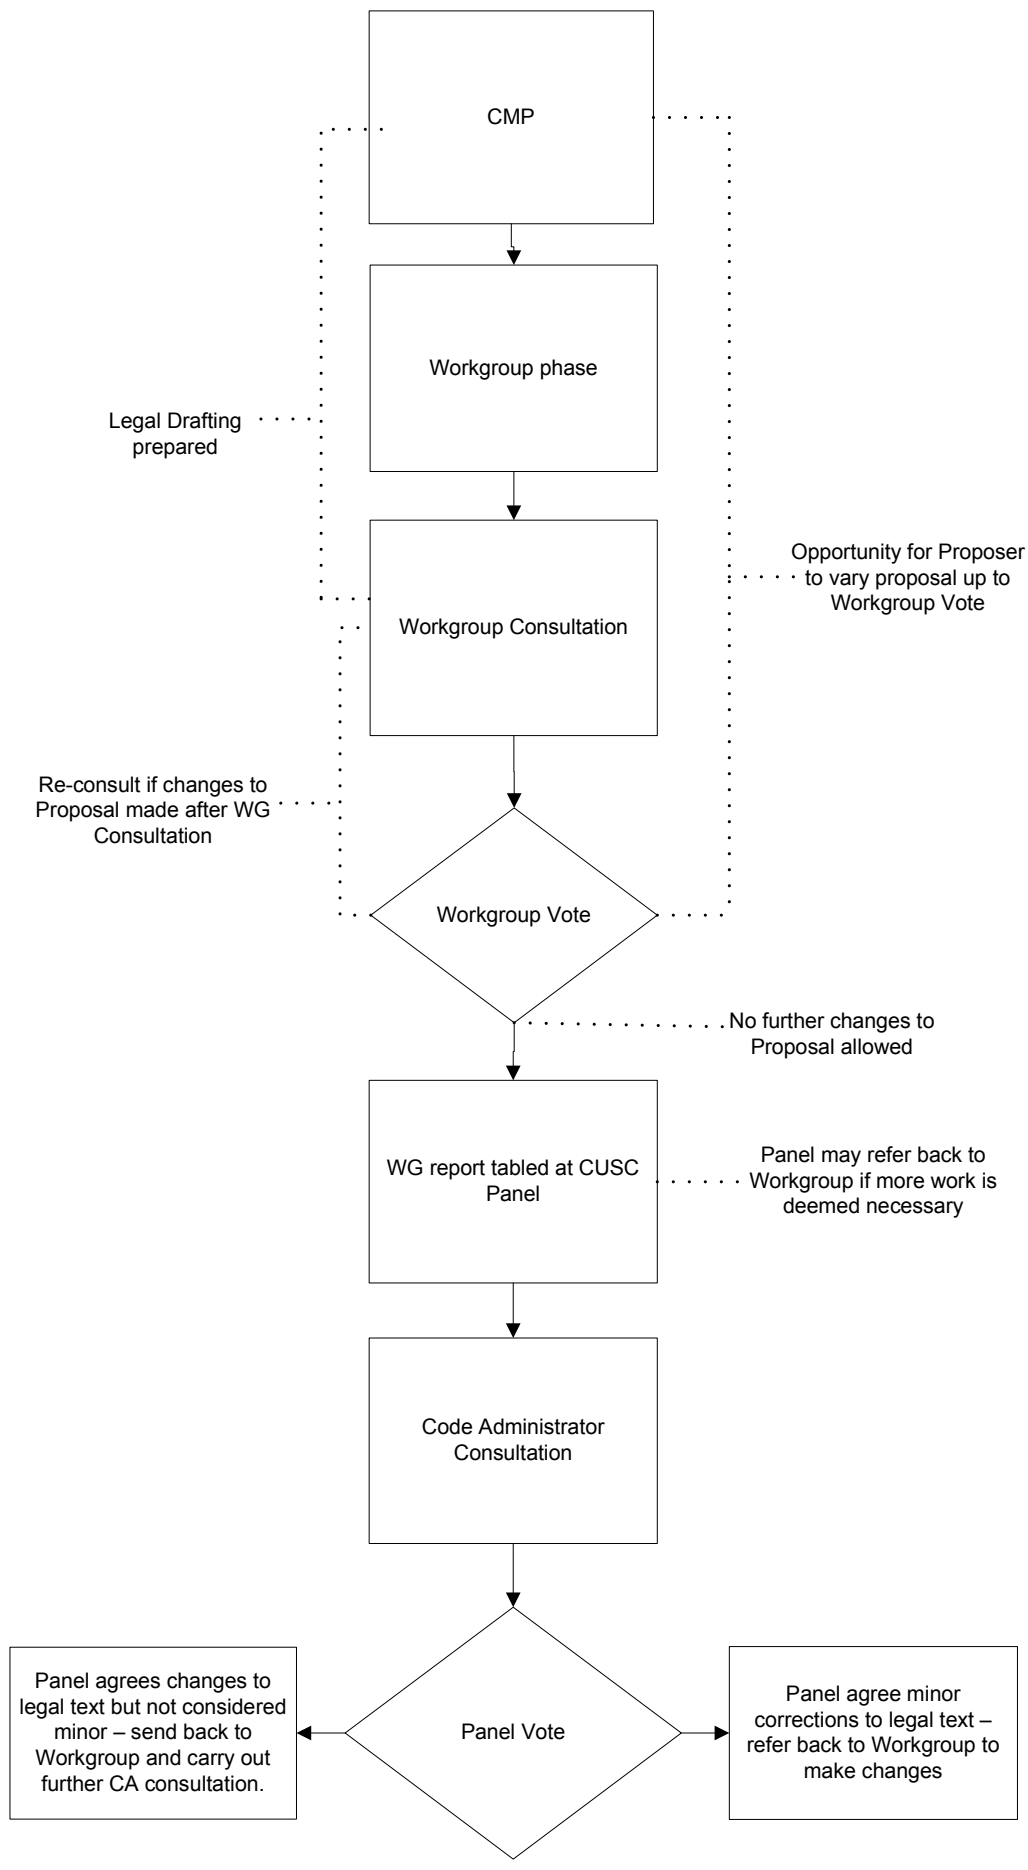 CMP
Workgroup phase
Legal Drafting
prepared
Workgroup Consultation
Opportunity for Proposer
to vary proposal up to
Workgroup Vote
Re-consult if changes to
Proposal made after WG
Consultation
Workgroup Vote
No further changes to
Proposal allowed
WG report tabled at CUSC
Panel
Panel may refer back to
Workgroup if more work is
deemed necessary
Code Administrator
Consultation
Panel agrees changes to
legal text but not considered
minor – send back to
Workgroup and carry out
further CA consultation.
Panel Vote
Panel agree minor
corrections to legal text –
refer back to Workgroup to
make changes